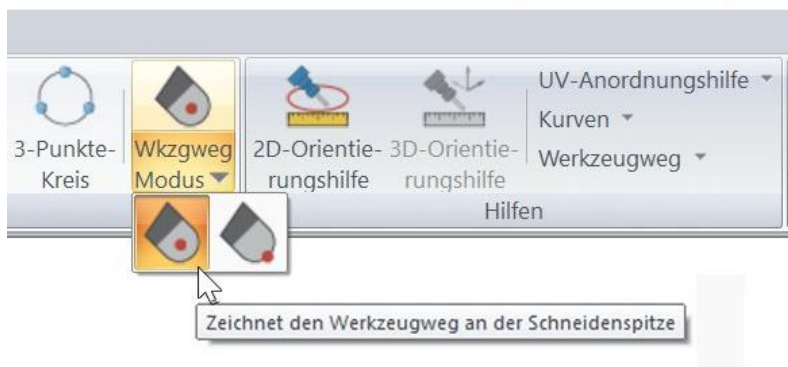 3-Punkte-
Kreis
Wkzgweg
Modus
2D-Orientie-
rungshilfe
3D-Orientie-
rungshilfe
UV-Anordnungshilfe
Kurven
Werkzeugweg
Hilfen
Zeichnet den Werkzeugweg an der Schneidenspitze